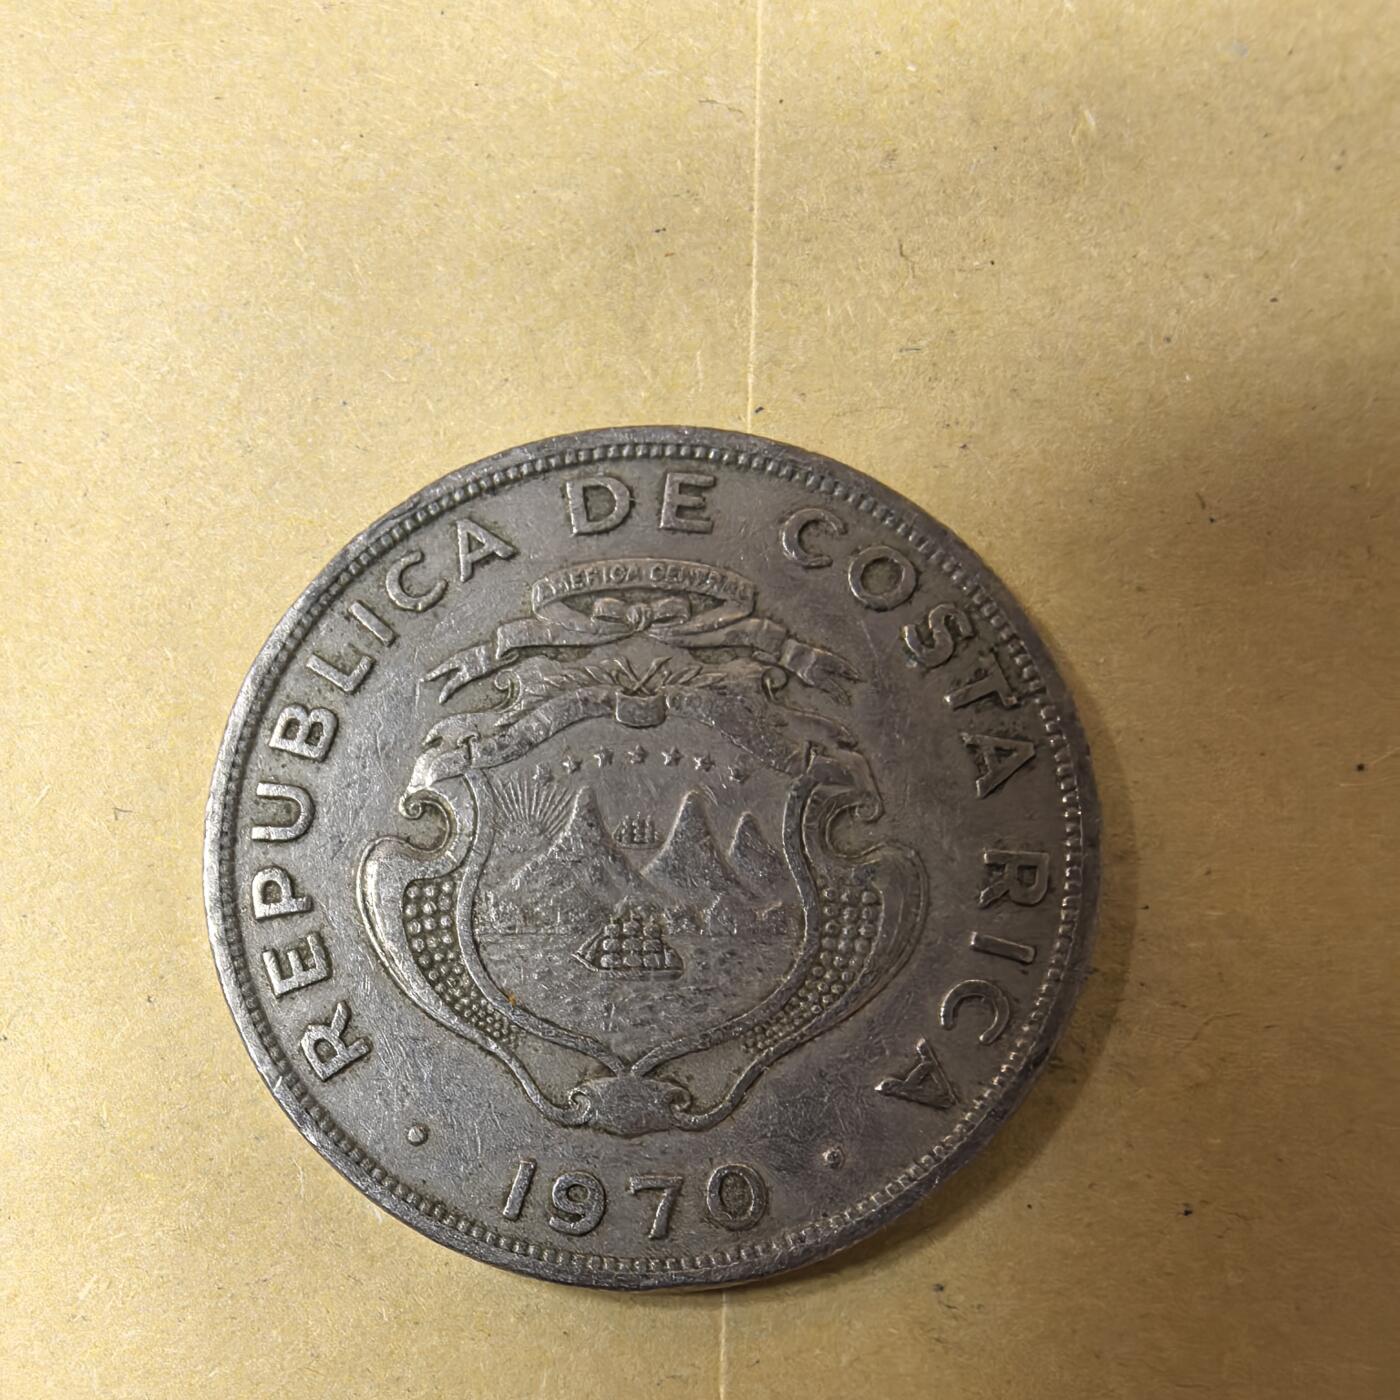 REPUBLICA DE COSTA RICA
AMERICA CENTRAL
· 1970 ·